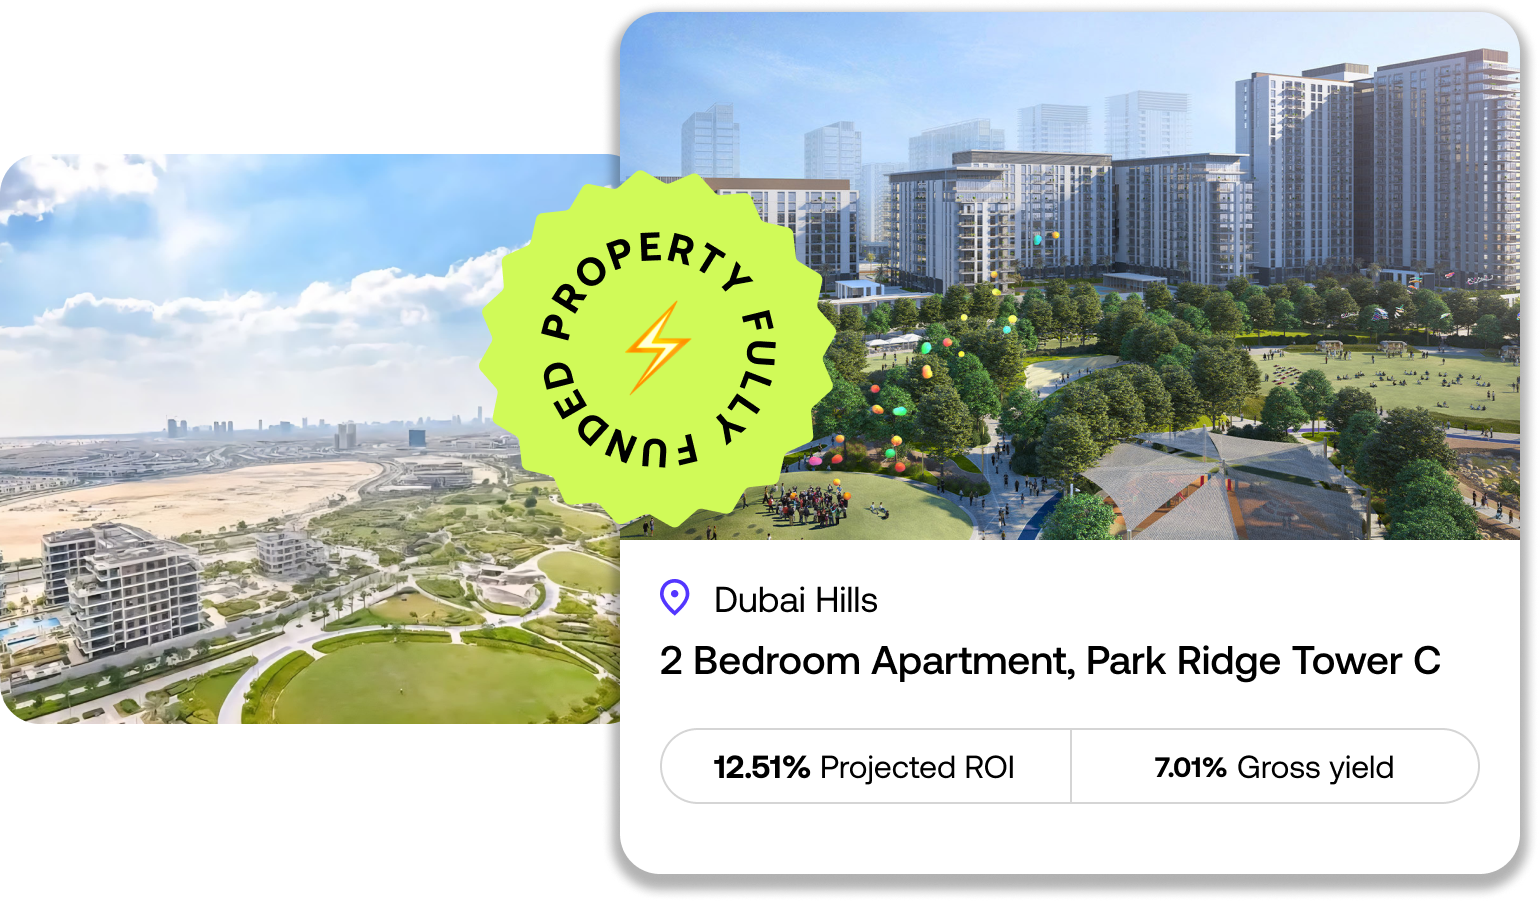 PROPERTY FULLY FUNDED
Dubai Hills
2 Bedroom Apartment, Park Ridge Tower C
12.51% Projected ROI
7.01% Gross yield